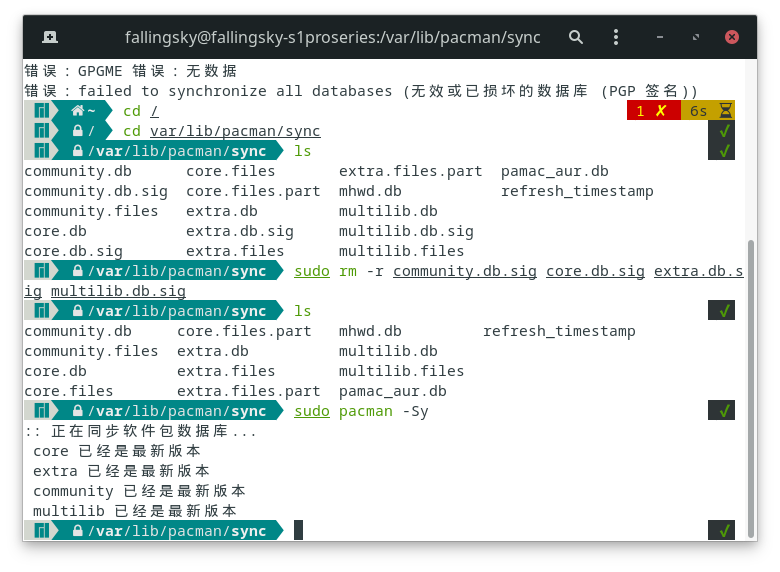 fallingsky@fallingsky-s1proseries:/var/lib/pacman/sync
错误：GPGME 错误：无数据
错误：failed to synchronize all databases (无效或已损坏的数据库 (PGP 签名))
~ cd / 1 ✗ 6s
/ cd var/lib/pacman/sync ✓
/var/lib/pacman/sync ls ✓
community.db core.files extra.files.part pamac_aur.db
community.db.sig core.files.part mhwd.db refresh_timestamp
community.files extra.db multilib.db
core.db extra.db.sig multilib.db.sig
core.db.sig extra.files multilib.files
/var/lib/pacman/sync sudo rm -r community.db.sig core.db.sig extra.db.s
ig multilib.db.sig
/var/lib/pacman/sync ls ✓
community.db core.files.part mhwd.db refresh_timestamp
community.files extra.db multilib.db
core.db extra.files multilib.files
core.files extra.files.part pamac_aur.db
/var/lib/pacman/sync sudo pacman -Sy ✓
:: 正在同步软件包数据库...
core 已经是最新版本
extra 已经是最新版本
community 已经是最新版本
multilib 已经是最新版本
/var/lib/pacman/sync ✓